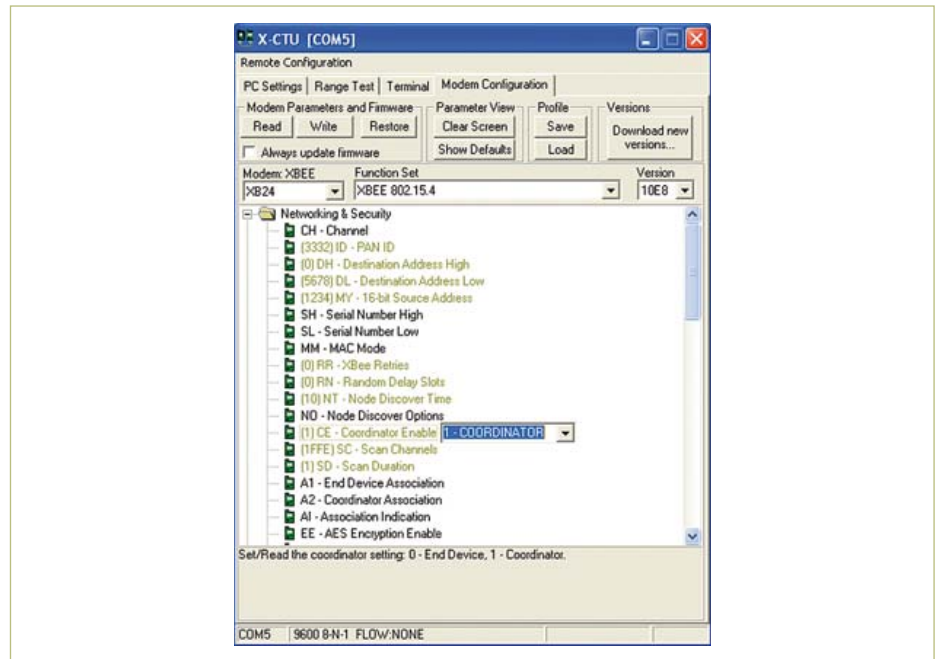 X-CTU [COM5]
Remote Configuration
PC Settings Range Test Terminal Modem Configuration
Modem Parameters and Firmware Parameter View Profile Versions
Read Write Restore Clear Screen Save Download new versions...
Always update firmware Show Defaults Load
Modem: XBEE Function Set Version
XB24 XBEE 802.15.4 10E8
Networking & Security
CH - Channel
(3332) ID - PAN ID
(0) DH - Destination Address High
(5678) DL - Destination Address Low
(1234) MY - 16-bit Source Address
SH - Serial Number High
SL - Serial Number Low
MM - MAC Mode
(0) RR - XBee Retries
(0) RN - Random Delay Slots
(10) NT - Node Discover Time
NO - Node Discover Options
(1) CE - Coordinator Enable 1 - COORDINATOR
(1FFE) SC - Scan Channels
(1) SD - Scan Duration
A1 - End Device Association
A2 - Coordinator Association
AI - Association Indication
EE - AES Encryption Enable
Set/Read the coordinator setting: 0 - End Device, 1 - Coordinator.
COM5 9600 8-N-1 FLOW:NONE